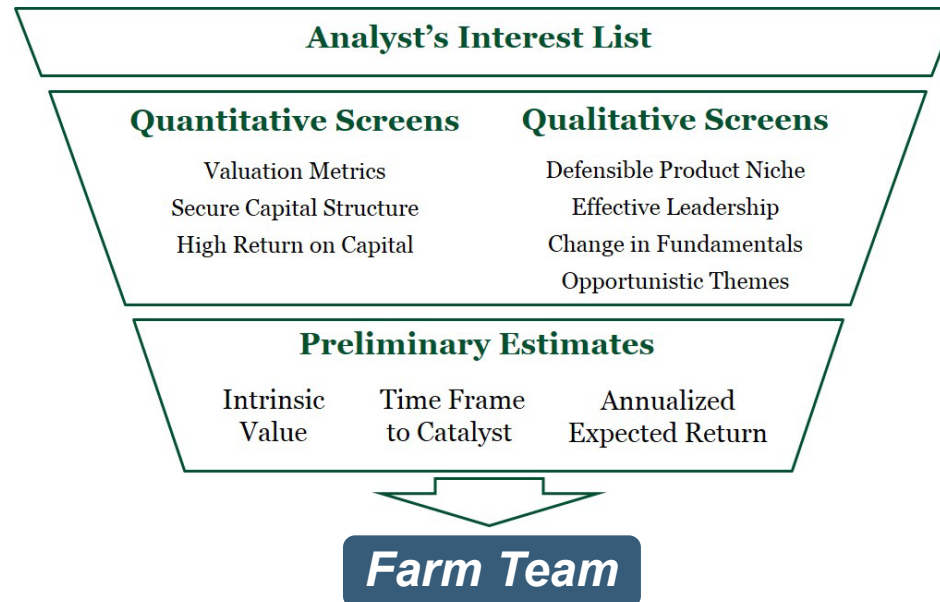 Analyst’s Interest List
Quantitative Screens
Valuation Metrics
Secure Capital Structure
High Return on Capital
Qualitative Screens
Defensible Product Niche
Effective Leadership
Change in Fundamentals
Opportunistic Themes
Preliminary Estimates
Intrinsic
Value
Time Frame
to Catalyst
Annualized
Expected Return
Farm Team